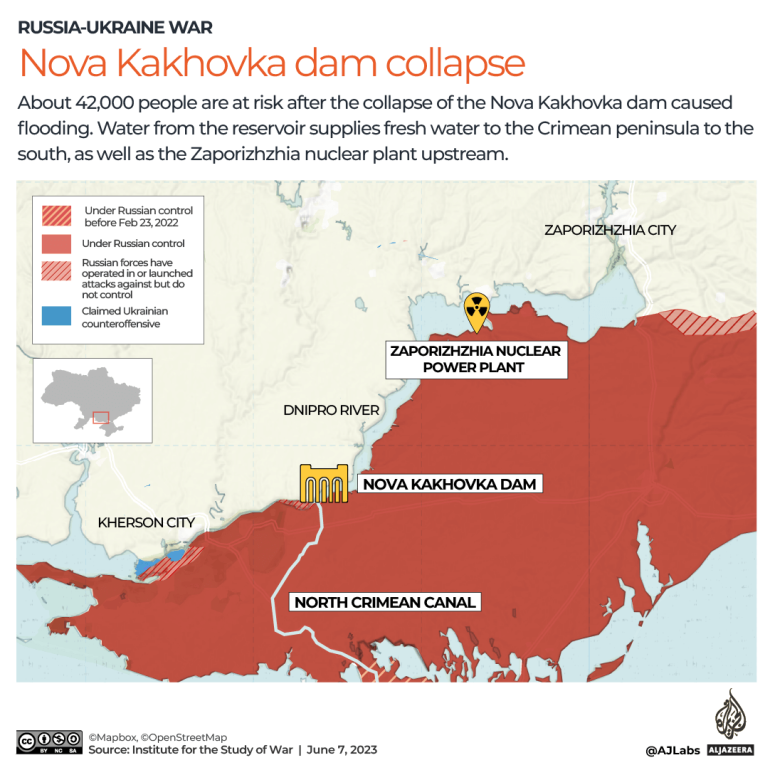 RUSSIA-UKRAINE WAR
Nova Kakhovka dam collapse
About 42,000 people are at risk after the collapse of the Nova Kakhovka dam caused
flooding. Water from the reservoir supplies fresh water to the Crimean peninsula to the
south, as well as the Zaporizhzhia nuclear plant upstream.
Under Russian control
before Feb 23, 2022
Under Russian control
Russian forces have
operated in or launched
attacks against but do
not control
Claimed Ukrainian
counteroffensive
ZAPORIZHZHIA CITY
ZAPORIZHZHIA NUCLEAR
POWER PLANT
DNIPRO RIVER
NOVA KAKHOVKA DAM
KHERSON CITY
NORTH CRIMEAN CANAL
cc
BY NC SA
©Mapbox, ©OpenStreetMap
Source: Institute for the Study of War | June 7, 2023
@AJLabs
ALJAZEERA